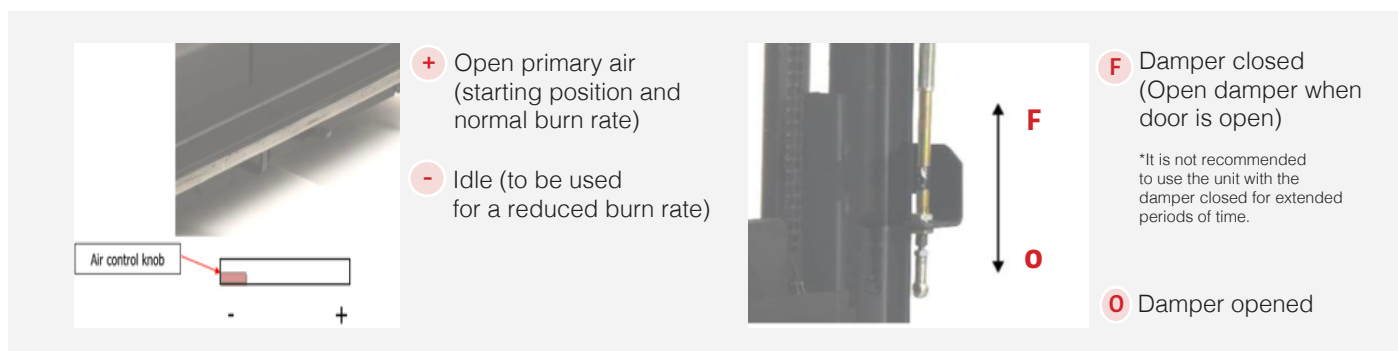 + Open primary air
(starting position and
normal burn rate)
- Idle (to be used
for a reduced burn rate)
Air control knob
- +
F
O
F Damper closed
(Open damper when
door is open)
*It is not recommended
to use the unit with the
damper closed for extended
periods of time.
O Damper opened